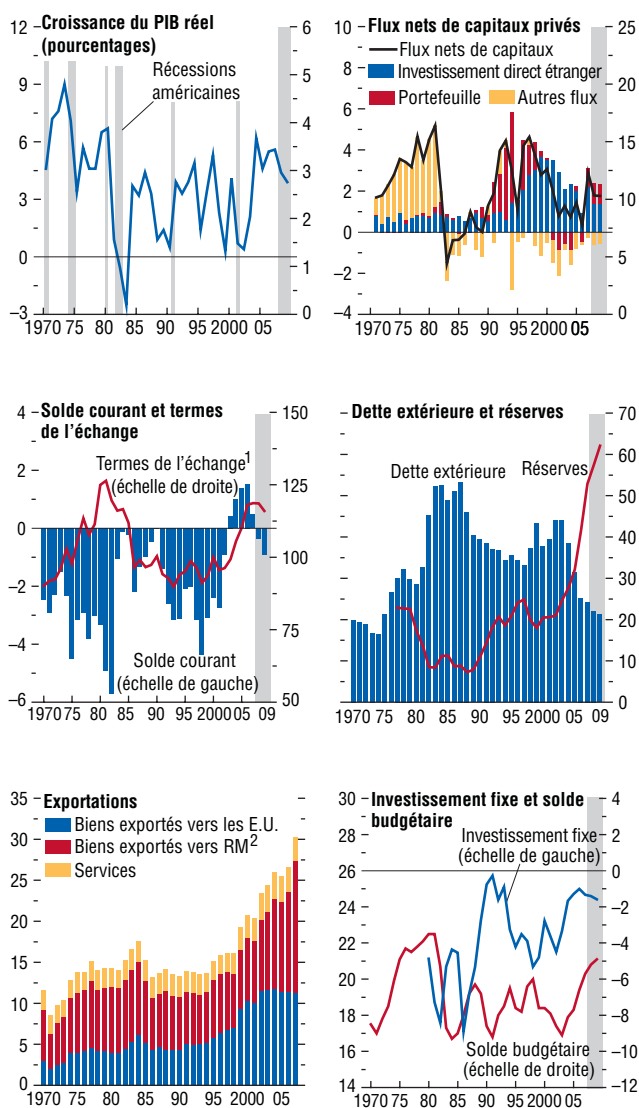 Croissance du PIB réel
(pourcentages)
12
9
6
3
0
–3
6
5
4
3
2
1
0
Récessions
américaines
1970 75 80 85 90 95 2000 05
Flux nets de capitaux privés
Flux nets de capitaux
Investissement direct étranger
Portefeuille
Autres flux
10
8
6
4
2
0
–2
–4
25
20
15
10
5
0
1970 75 80 85 90 95 2000 05
Solde courant et termes
de l’échange
4
2
0
–2
–4
–6
150
125
100
75
50
Termes de l’échange1
(échelle de droite)
Solde courant
(échelle de gauche)
1970 75 80 85 90 95 2000 05 09
Dette extérieure et réserves
70
60
50
40
30
20
10
0
Dette extérieure
Réserves
1970 75 80 85 90 95 2000 05 09
Exportations
Biens exportés vers les E.U.
Biens exportés vers RM2
Services
35
30
25
20
15
10
5
0
1970 75 80 85 90 95 2000 05
Investissement fixe et solde
budgétaire
30
28
26
24
22
20
18
16
14
4
2
0
–2
–4
–6
–8
–10
–12
Investissement fixe
(échelle de gauche)
Solde budgétaire
(échelle de droite)
1970 75 80 85 90 95 2000 05